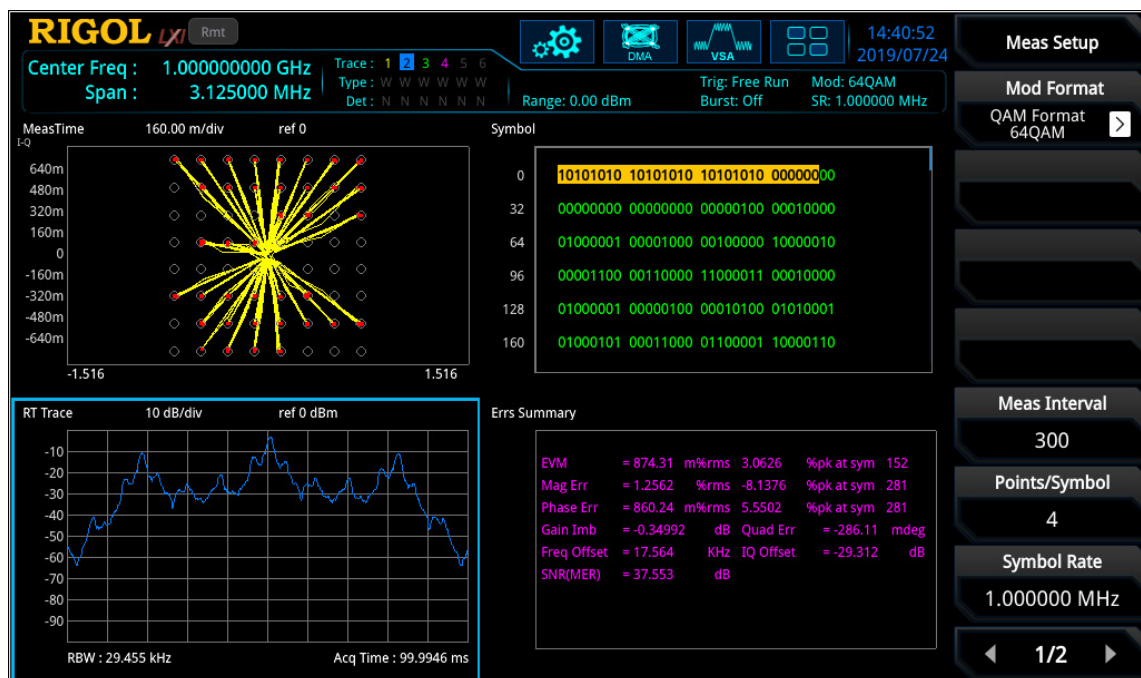 RIGOL LXI Rmt
DMA VSA
14:40:52
2019/07/24
Center Freq : 1.000000000 GHz
Span : 3.125000 MHz
Trace : 1 2 3 4 5 6
Type : W W W W W W
Det : N N N N N N
Range: 0.00 dBm
Trig: Free Run Mod: 64QAM
Burst: Off SR: 1.000000 MHz
MeasTime 160.00 m/div ref 0
I-Q
640m
480m
320m
160m
0
-160m
-320m
-480m
-640m
-1.516 1.516
Symbol
0 10101010 10101010 10101010 00000000
32 00000000 00000000 00000100 00010000
64 01000001 00001000 00100000 10000010
96 00001100 00110000 11000011 00010000
128 01000001 00000100 00010100 01010001
160 01000101 00011000 01100001 10000110
RT Trace 10 dB/div ref 0 dBm
-10
-20
-30
-40
-50
-60
-70
-80
-90
RBW : 29.455 kHz Acq Time : 99.9946 ms
Errs Summary
EVM = 874.31 m%rms 3.0626 %pk at sym 152
Mag Err = 1.2562 %rms -8.1376 %pk at sym 281
Phase Err = 860.24 m%rms 5.5502 %pk at sym 281
Gain Imb = -0.34992 dB Quad Err = -286.11 mdeg
Freq Offset = 17.564 KHz IQ Offset = -29.312 dB
SNR(MER) = 37.553 dB
Meas Setup
Mod Format
QAM Format
64QAM
Meas Interval
300
Points/Symbol
4
Symbol Rate
1.000000 MHz
1/2